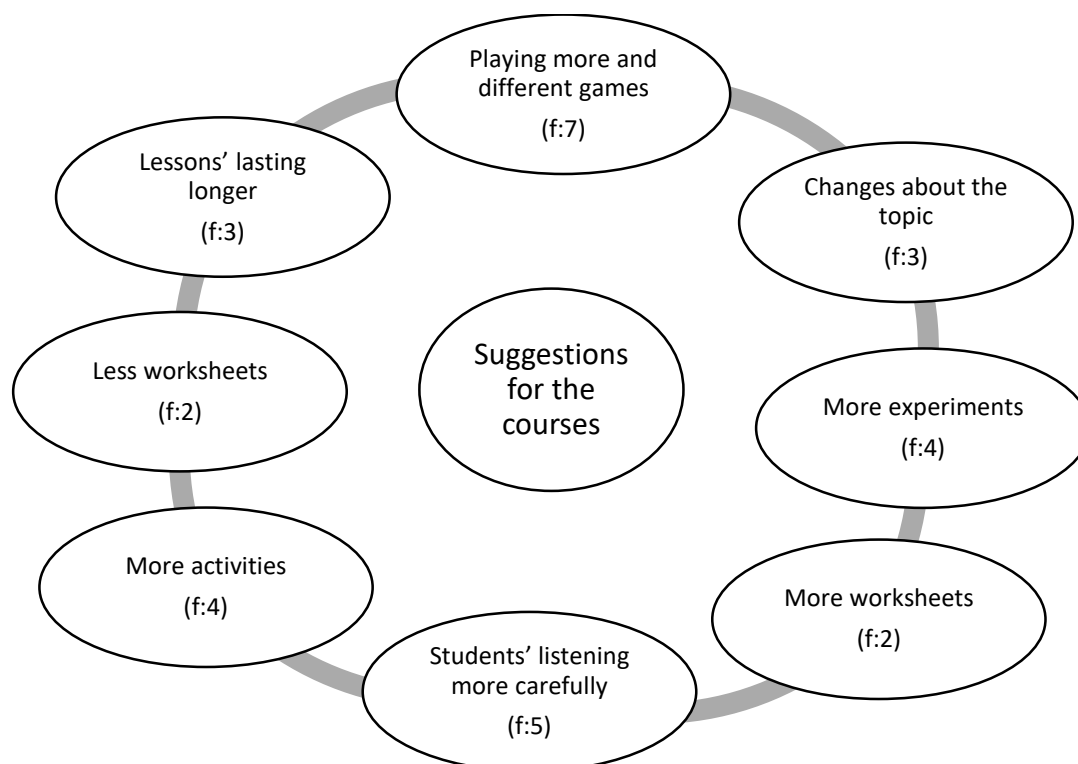 Playing more and
different games
(f:7)
Lessons’ lasting
longer
(f:3)
Changes about the
topic
(f:3)
Less worksheets
(f:2)
Suggestions
for the
courses
More experiments
(f:4)
More activities
(f:4)
More worksheets
(f:2)
Students’ listening
more carefully
(f:5)